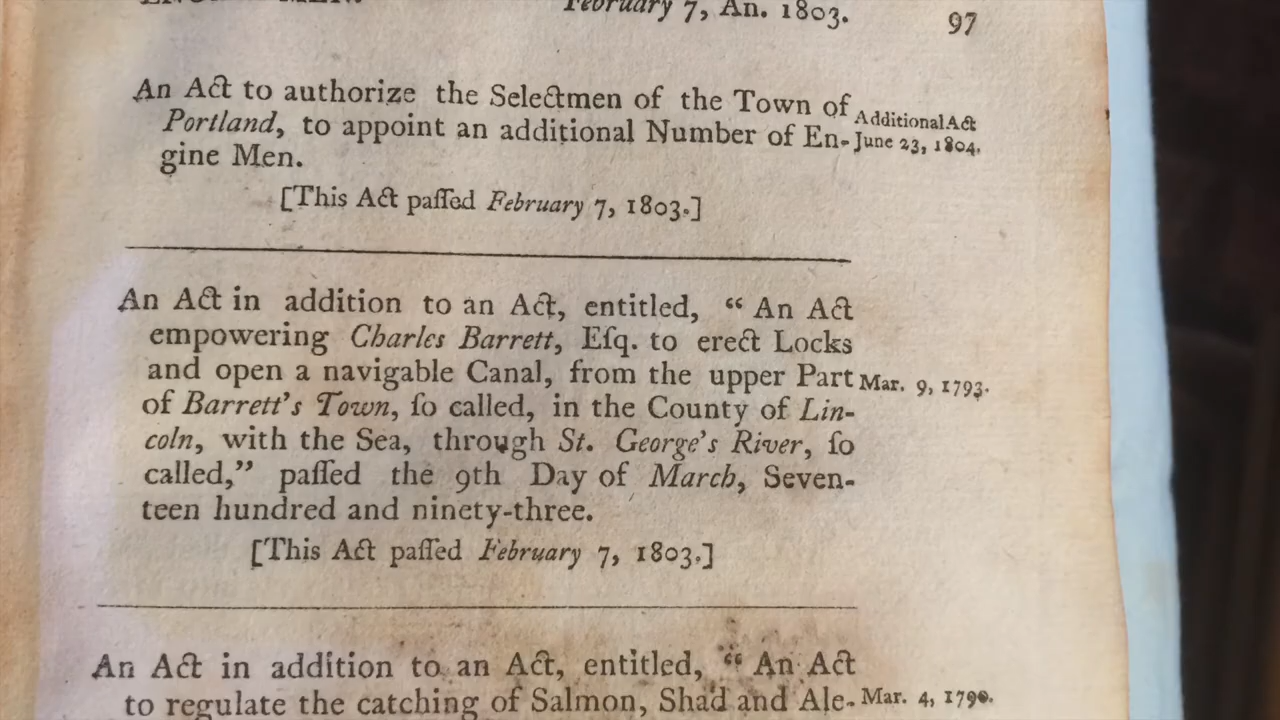 February 7, An. 1803. 97
An Act to authorize the Selectmen of the Town of
Portland, to appoint an additional Number of En-
gine Men.
Additional Act
June 23, 1804.
[This Act paſſed February 7, 1803.]
An Act in addition to an Act, entitled, “ An Act
empowering Charles Barrett, Eſq. to erect Locks
and open a navigable Canal, from the upper Part
Mar. 9, 1793.
of Barrett's Town, ſo called, in the County of Lin-
coln, with the Sea, through St. George's River, ſo
called,” paſſed the 9th Day of March, Seven-
teen hundred and ninety-three.
[This Act paſſed February 7, 1803.]
An Act in addition to an Act, entitled, “ An Act
to regulate the catching of Salmon, Shad and Ale-
Mar. 4, 1790.